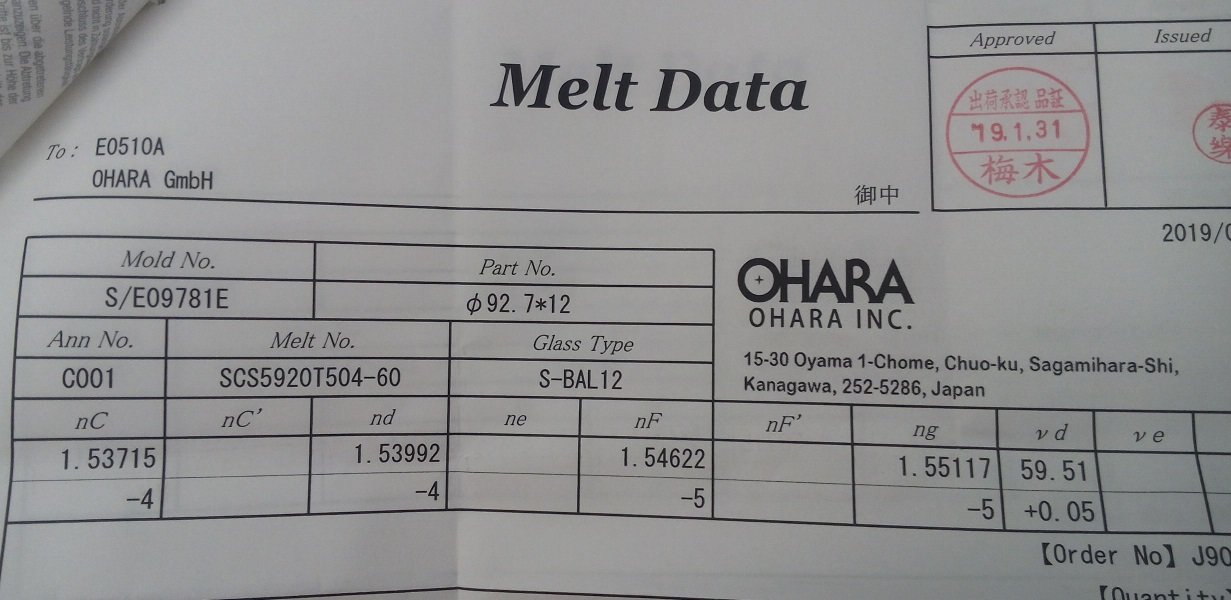 Melt Data
Approved Issued
出荷承認 品証
'19.1.31
梅木
To : E0510A
OHARA GmbH
御中
2019/0
Mold No. Part No.
S/E09781E φ92.7*12
OHARA
OHARA INC.
15-30 Oyama 1-Chome, Chuo-ku, Sagamihara-Shi,
Kanagawa, 252-5286, Japan
Ann No. Melt No. Glass Type
C001 SCS5920T504-60 S-BAL12
nC nC' nd ne nF nF' ng νd νe
1.53715 1.53992 1.54622 1.55117 59.51
-4 -4 -5 -5 +0.05
【Order No】 J90
【Quantity